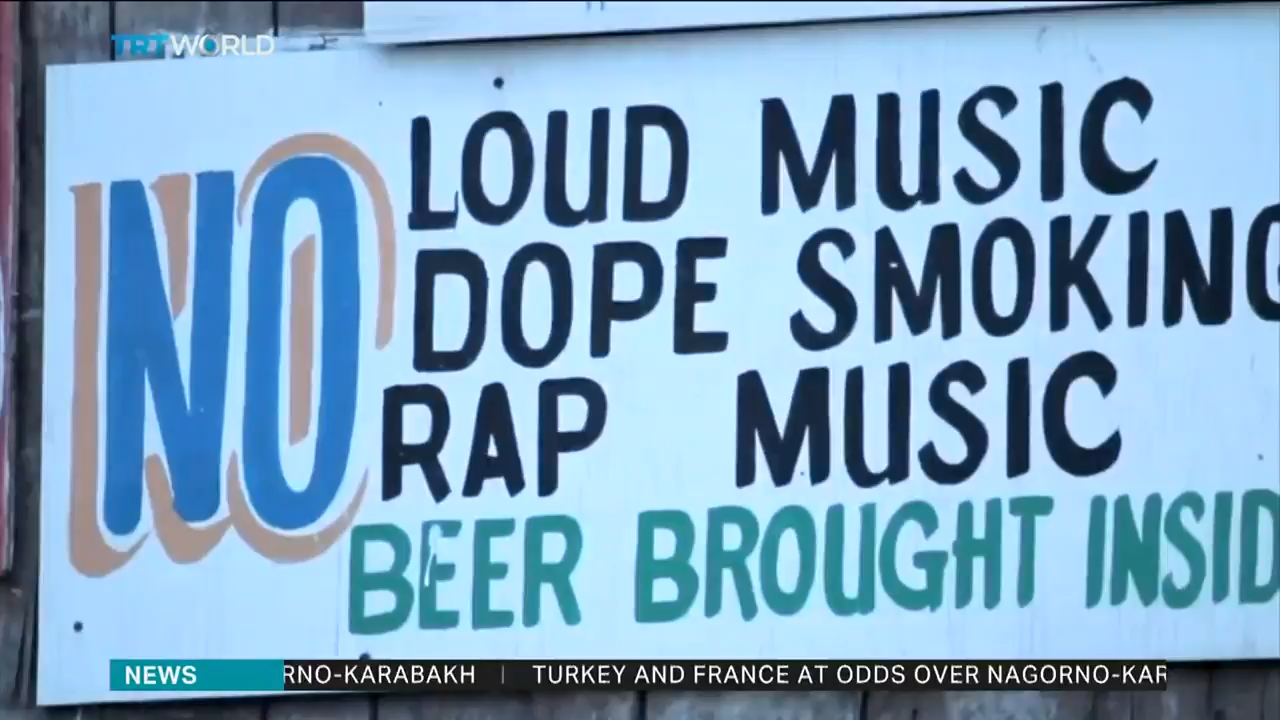 TRT WORLD
NO
LOUD MUSIC
DOPE SMOKING
RAP MUSIC
BEER BROUGHT INSID
NEWS
RNO-KARABAKH | TURKEY AND FRANCE AT ODDS OVER NAGORNO-KAR